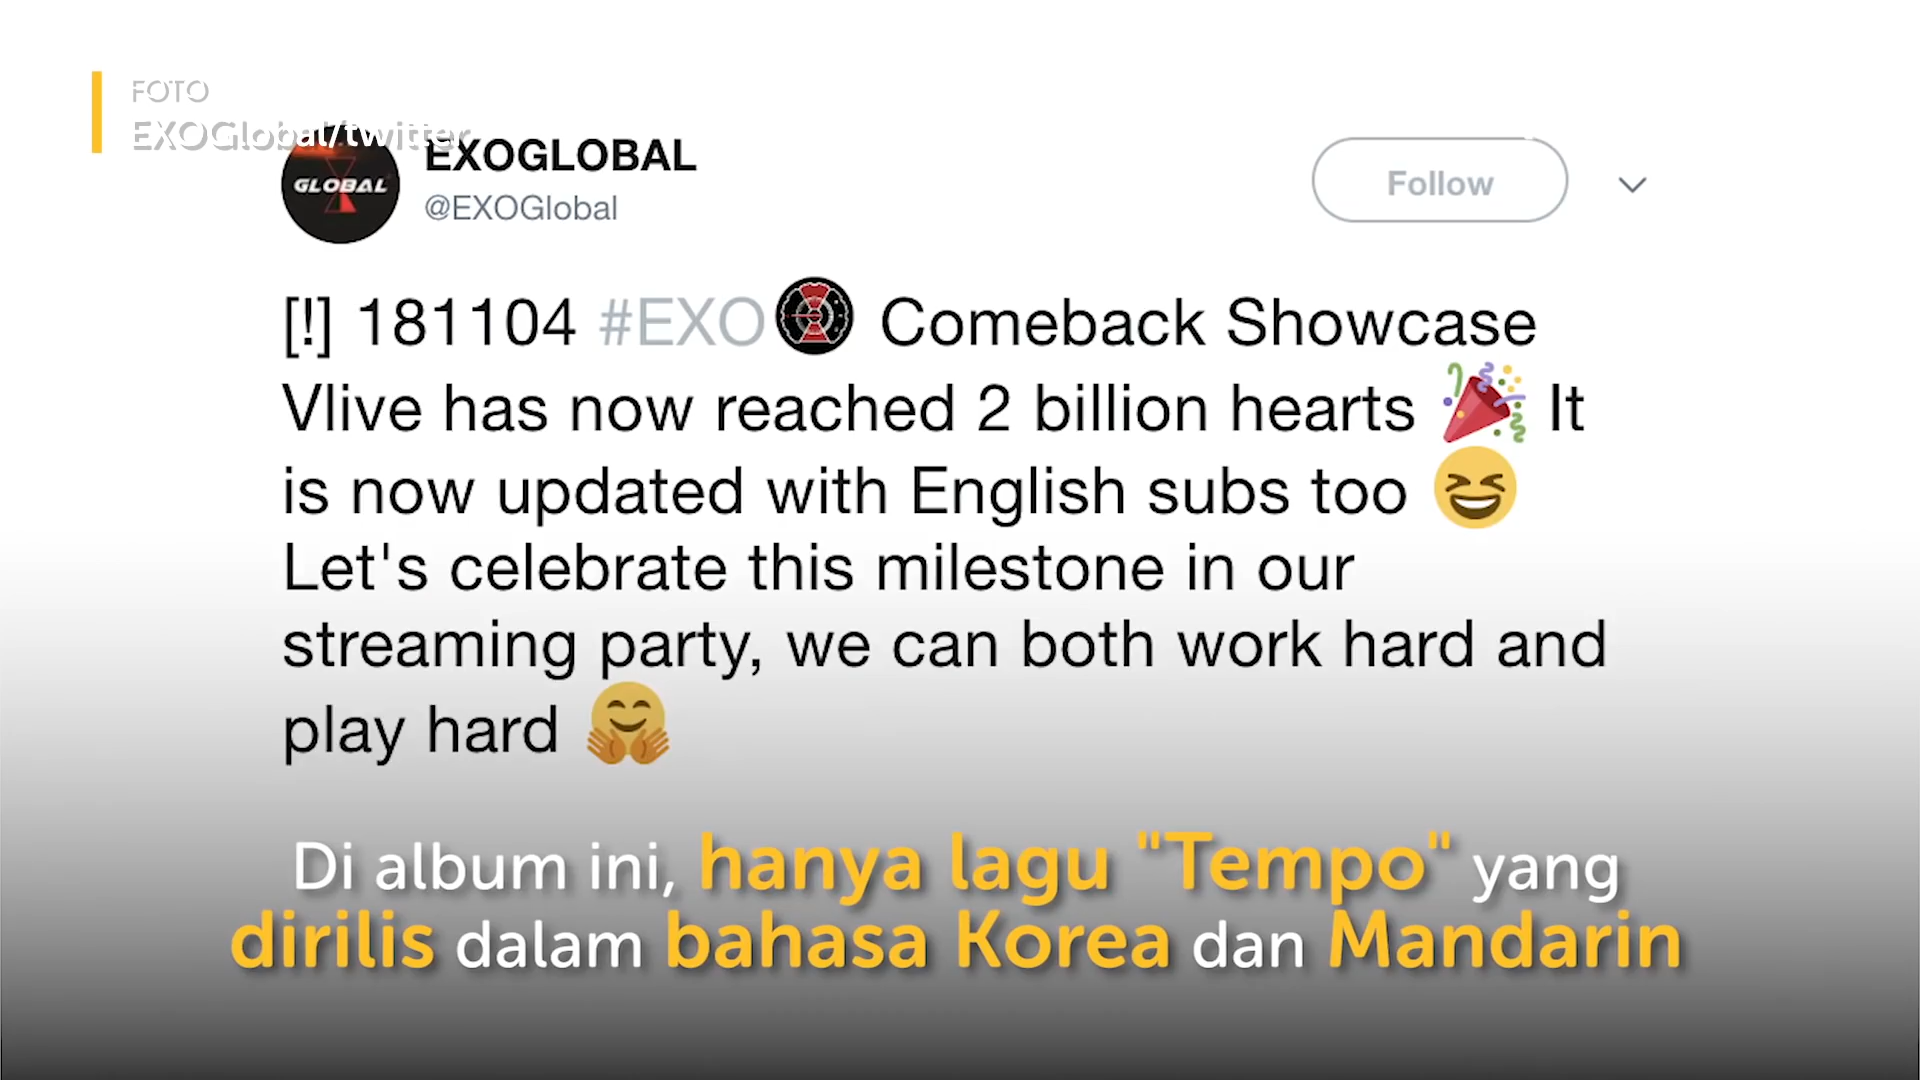 FOTO
EXOGlobal/twitter
GLOBAL
EXOGLOBAL
@EXOGlobal
Follow
[!] 181104 #EXO Comeback Showcase
Vlive has now reached 2 billion hearts 🎉 It
is now updated with English subs too 😆
Let's celebrate this milestone in our
streaming party, we can both work hard and
play hard 🤗
Di album ini, hanya lagu "Tempo" yang
dirilis dalam bahasa Korea dan Mandarin